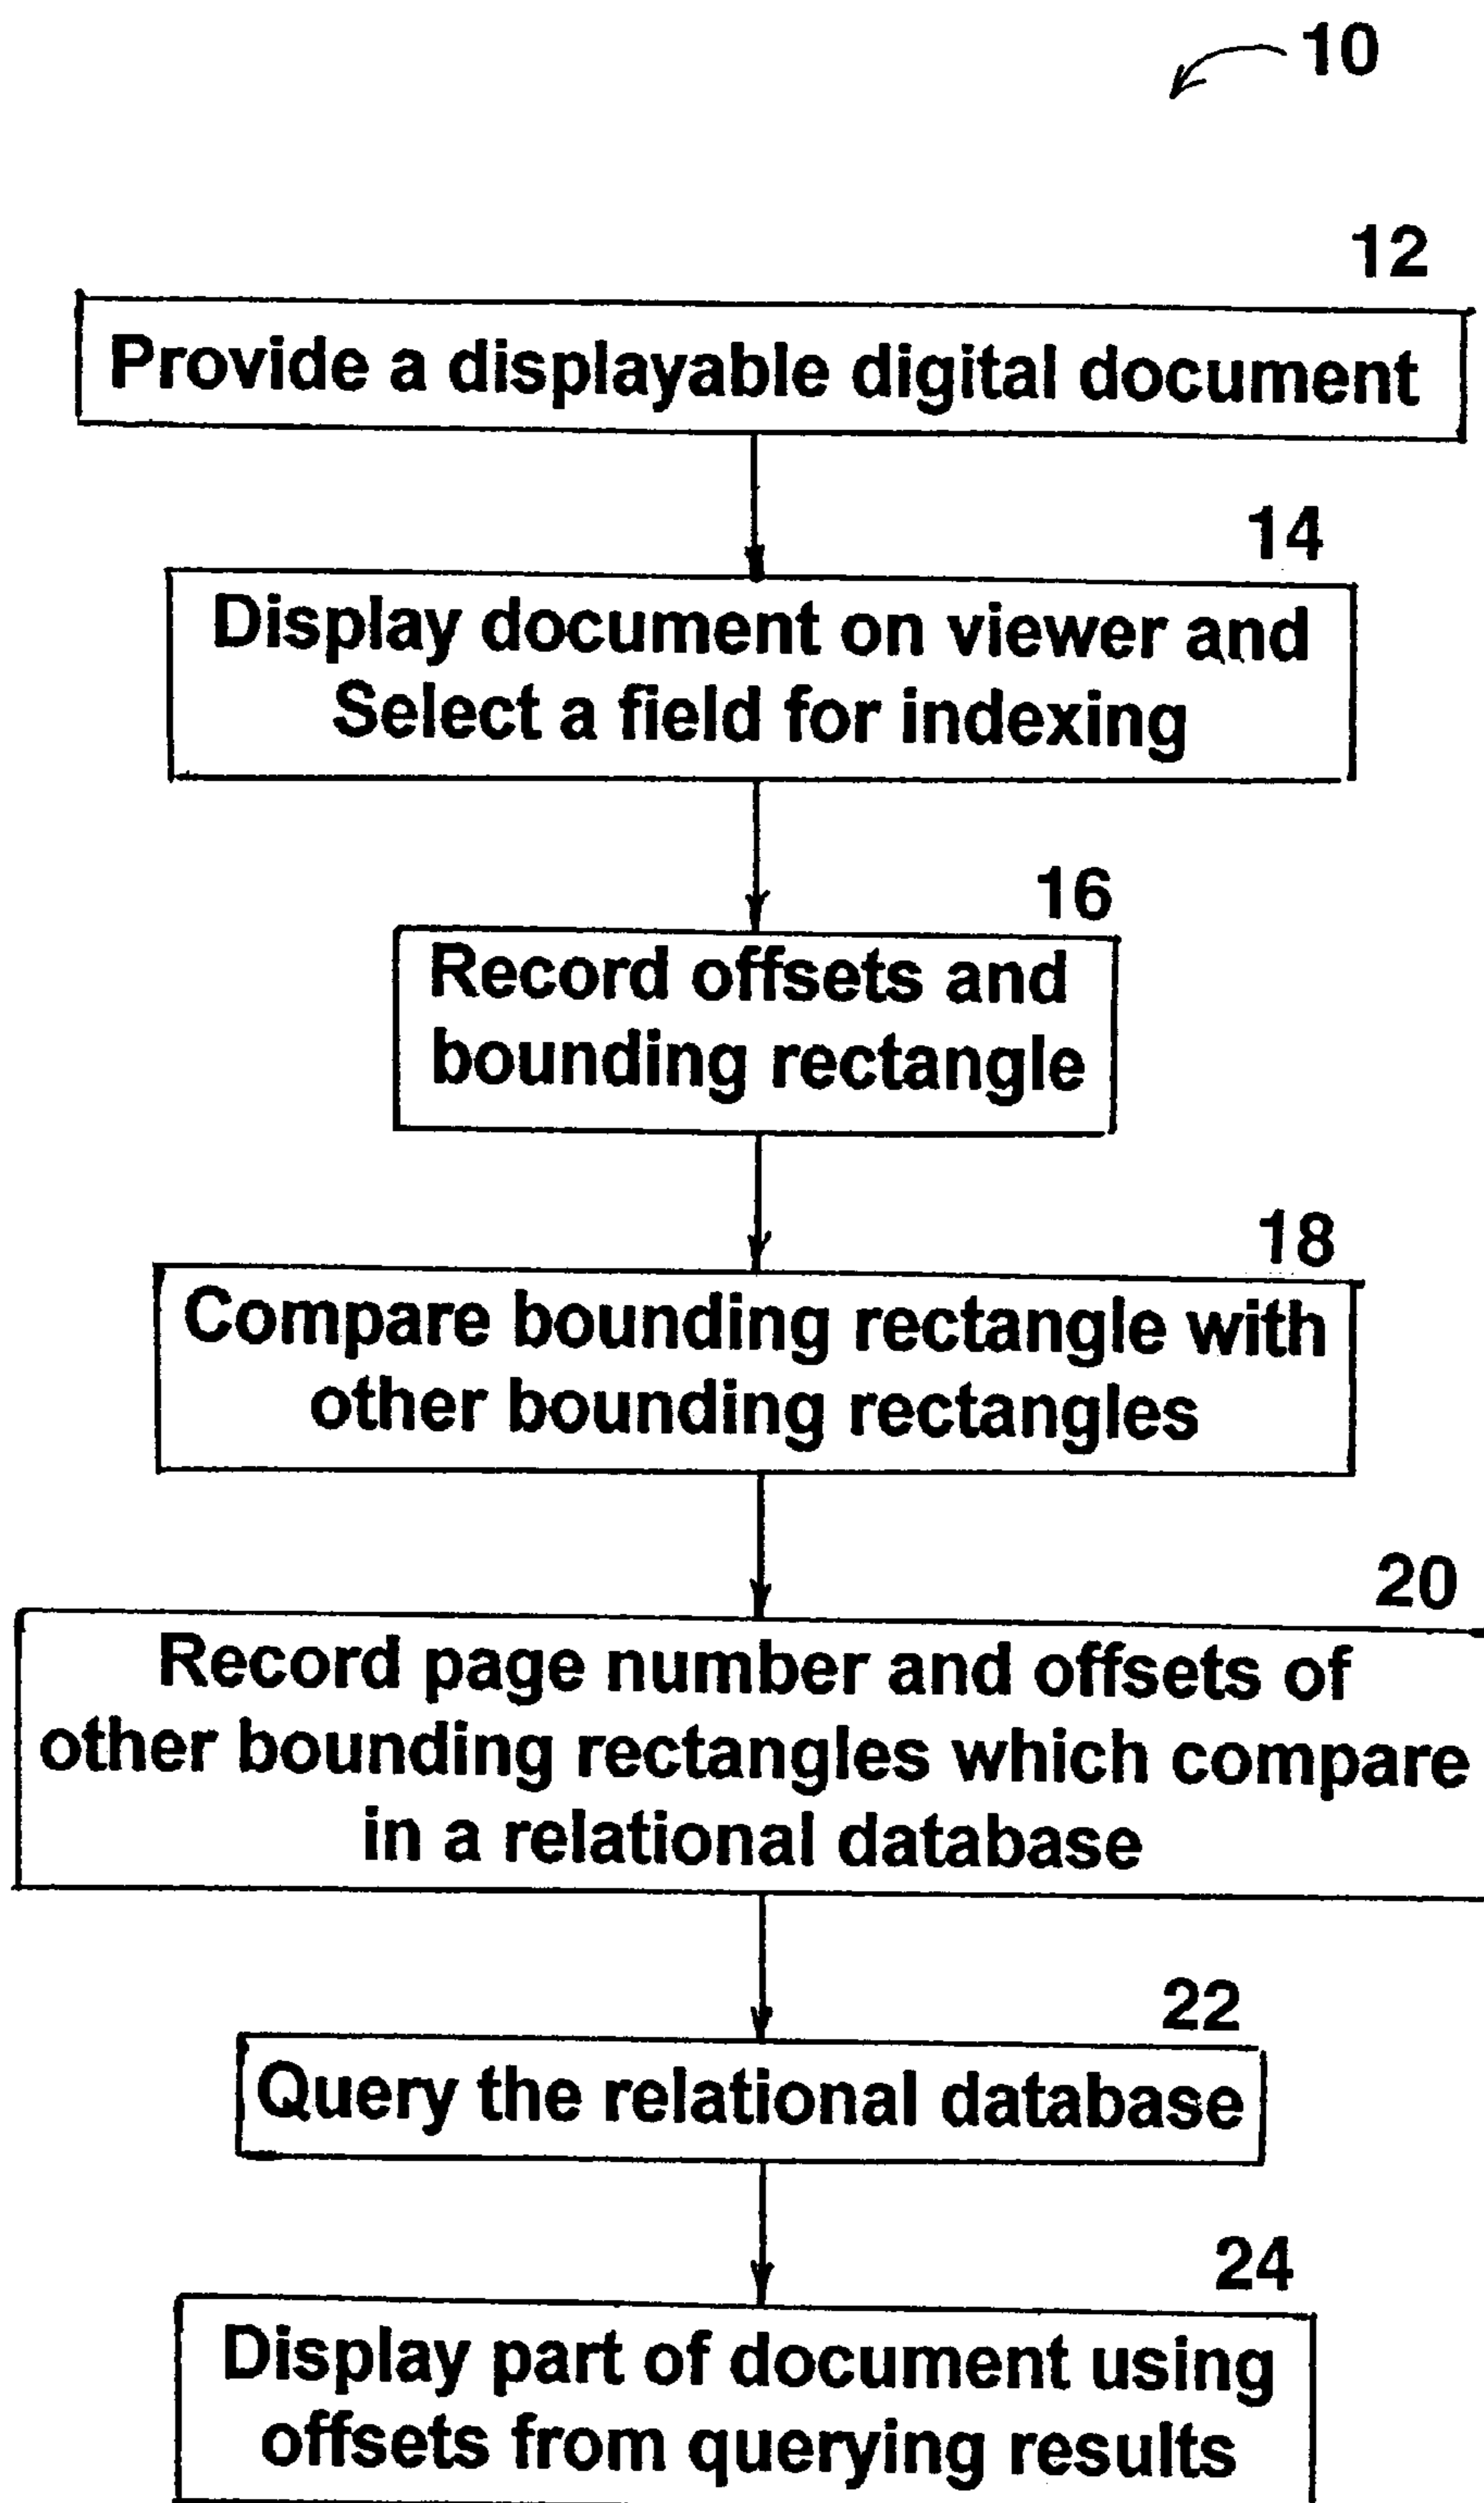 10
12
Provide a displayable digital document
14
Display document on viewer and
Select a field for indexing
16
Record offsets and
bounding rectangle
18
Compare bounding rectangle with
other bounding rectangles
20
Record page number and offsets of
other bounding rectangles which compare
in a relational database
22
Query the relational database
24
Display part of document using
offsets from querying results